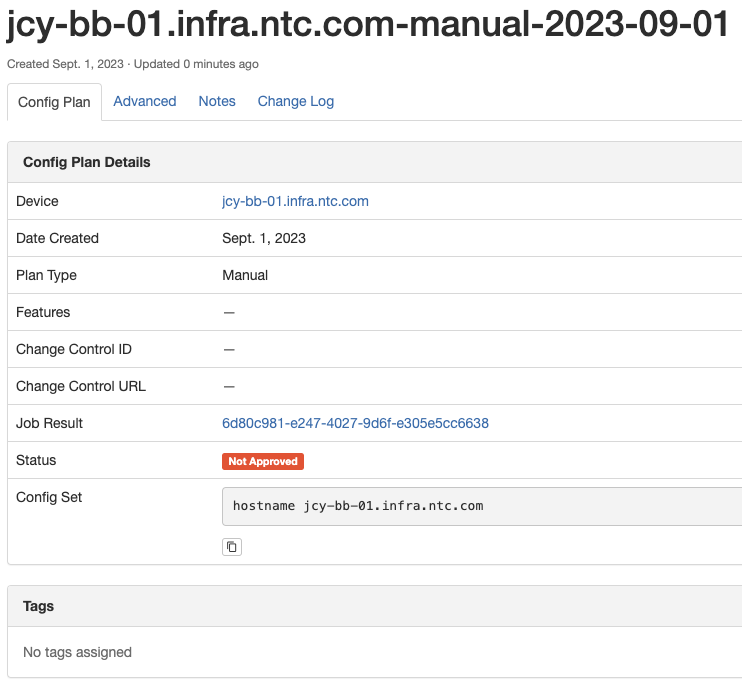 jcy-bb-01.infra.ntc.com-manual-2023-09-01
Created Sept. 1, 2023 · Updated 0 minutes ago
Config Plan Advanced Notes Change Log
Config Plan Details
Device jcy-bb-01.infra.ntc.com
Date Created Sept. 1, 2023
Plan Type Manual
Features —
Change Control ID —
Change Control URL —
Job Result 6d80c981-e247-4027-9d6f-e305e5cc6638
Status Not Approved
Config Set hostname jcy-bb-01.infra.ntc.com
Tags
No tags assigned